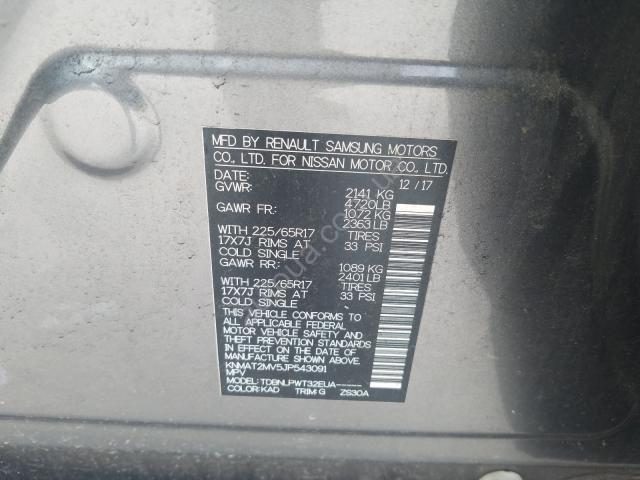 MFD BY RENAULT SAMSUNG MOTORS
CO., LTD. FOR NISSAN MOTOR CO., LTD.
DATE: 12/17
GVWR: 2141 KG
4720LB
GAWR FR: 1072 KG
2363 LB
WITH 225/65R17 TIRES
17X7J RIMS AT 33 PSI
COLD SINGLE
GAWR RR: 1089 KG
2401 LB
WITH 225/65R17 TIRES
17X7J RIMS AT 33 PSI
COLD SINGLE
THIS VEHICLE CONFORMS TO
ALL APPLICABLE FEDERAL
MOTOR VEHICLE SAFETY AND
THEFT PREVENTION STANDARDS
IN EFFECT ON THE DATE OF
MANUFACTURE SHOWN ABOVE.
KNMAT2MV5JP543091
MPV
MODEL: TDBNLPWT32EUA-----
COLOR: KAD TRIM: G ZS30A